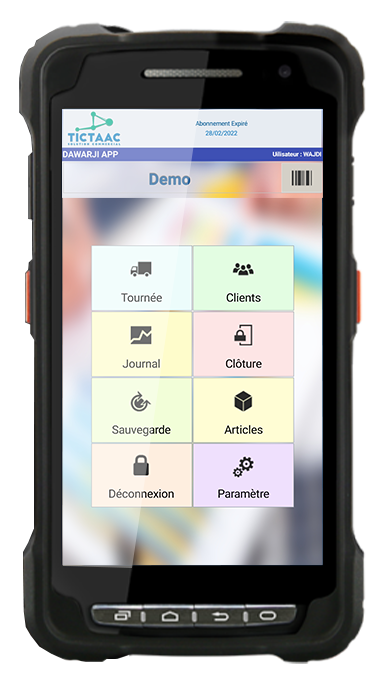 TICTAAC
SOLUTION COMMERCIAL
Abonnement Expiré
28/02/2022
DAWARJI APP
Uilisateur : WAJDI
Demo
Tournée
Clients
Journal
Clôture
Sauvegarde
Articles
Déconnexion
Paramètre